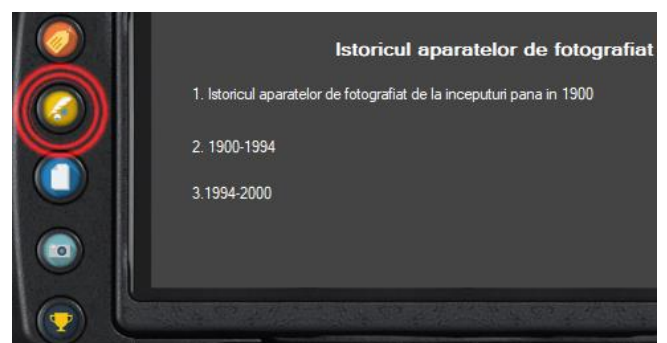 Istoricul aparatelor de fotografiat
1. Istoricul aparatelor de fotografiat de la inceputuri pana in 1900
2. 1900-1994
3.1994-2000